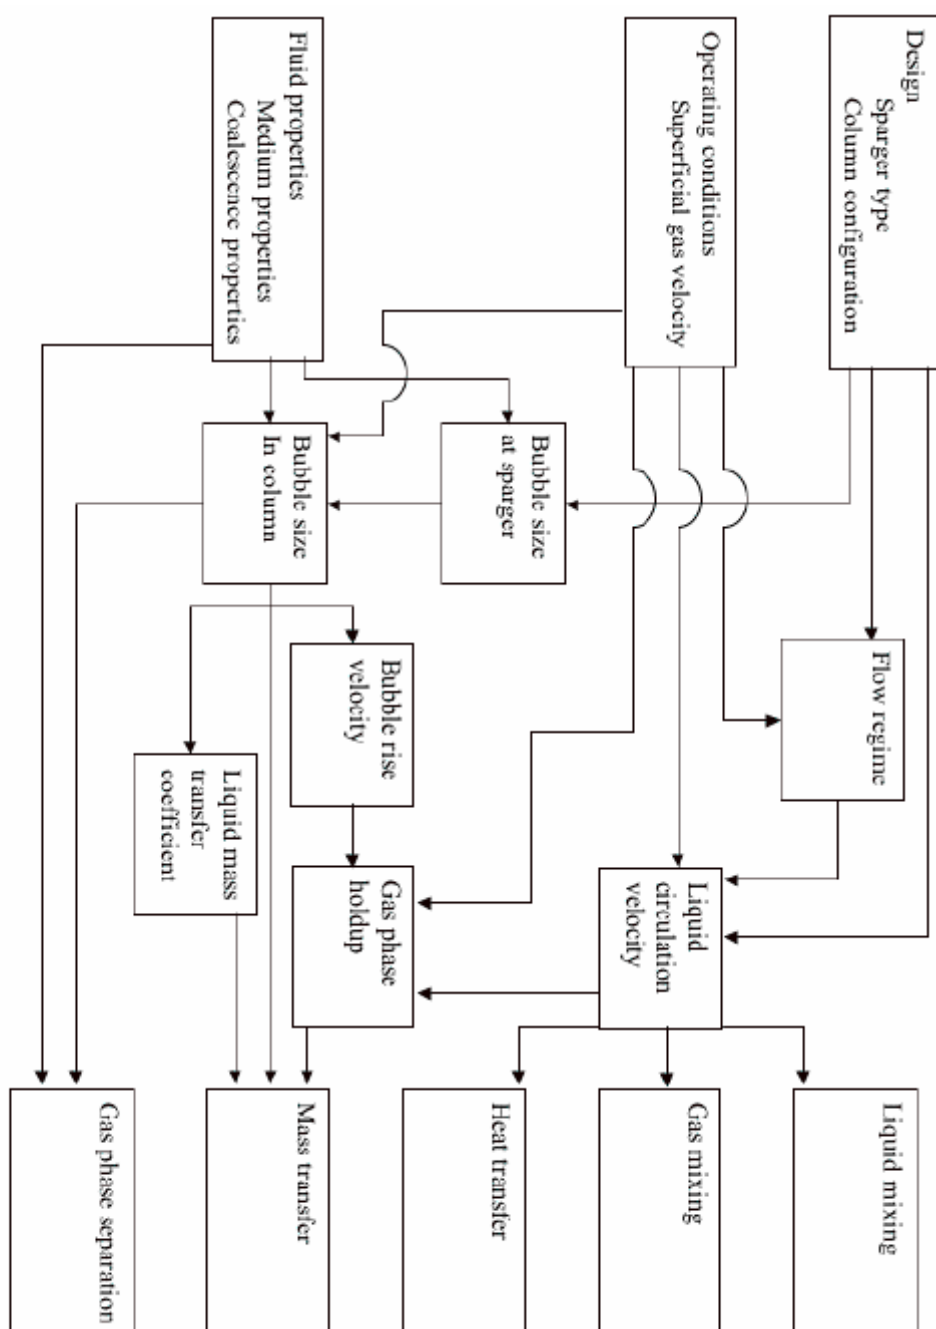 Design
Sparger type
Column configuration
Operating conditions
Superficial gas velocity
Fluid properties
Medium properties
Coalescence properties
Bubble size
at sparger
Bubble size
In column
Flow regime
Bubble rise
velocity
Liquid mass
transfer
coefficient
Liquid
circulation
velocity
Gas phase
holdup
Liquid mixing
Gas mixing
Heat transfer
Mass transfer
Gas phase separation